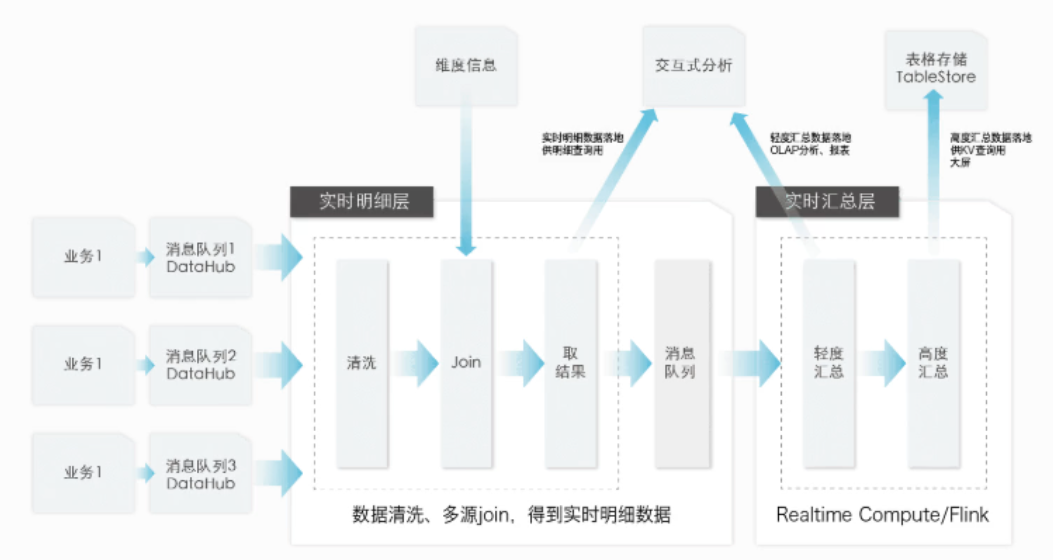 维度信息
交互式分析
表格存储
TableStore
实时明细数据落地
供明细查询用
轻度汇总数据落地
OLAP分析、报表
高度汇总数据落地
供KV查询用
大屏
实时明细层
实时汇总层
业务1
消息队列1
DataHub
业务1
消息队列2
DataHub
业务1
消息队列3
DataHub
清洗
Join
取
结果
消息
队列
轻度
汇总
高度
汇总
数据清洗、多源join，得到实时明细数据
Realtime Compute/Flink